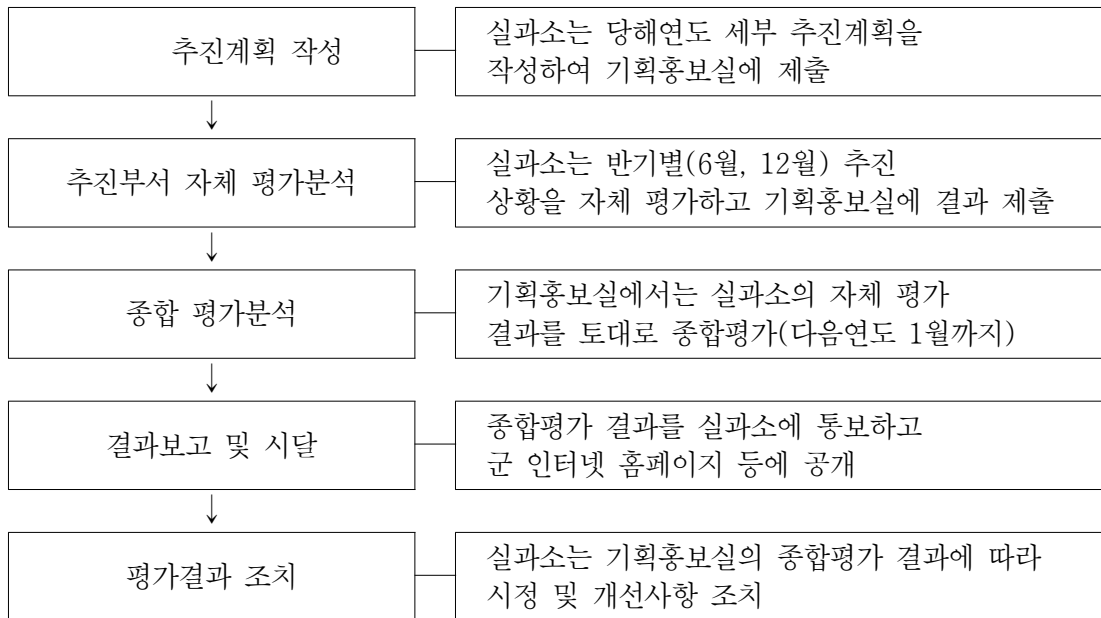 추진계획 작성
실과소는 당해연도 세부 추진계획을
작성하여 기획홍보실에 제출
↓
추진부서 자체 평가분석
실과소는 반기별(6월, 12월) 추진
상황을 자체 평가하고 기획홍보실에 결과 제출
↓
종합 평가분석
기획홍보실에서는 실과소의 자체 평가
결과를 토대로 종합평가(다음연도 1월까지)
↓
결과보고 및 시달
종합평가 결과를 실과소에 통보하고
군 인터넷 홈페이지 등에 공개
↓
평가결과 조치
실과소는 기획홍보실의 종합평가 결과에 따라
시정 및 개선사항 조치